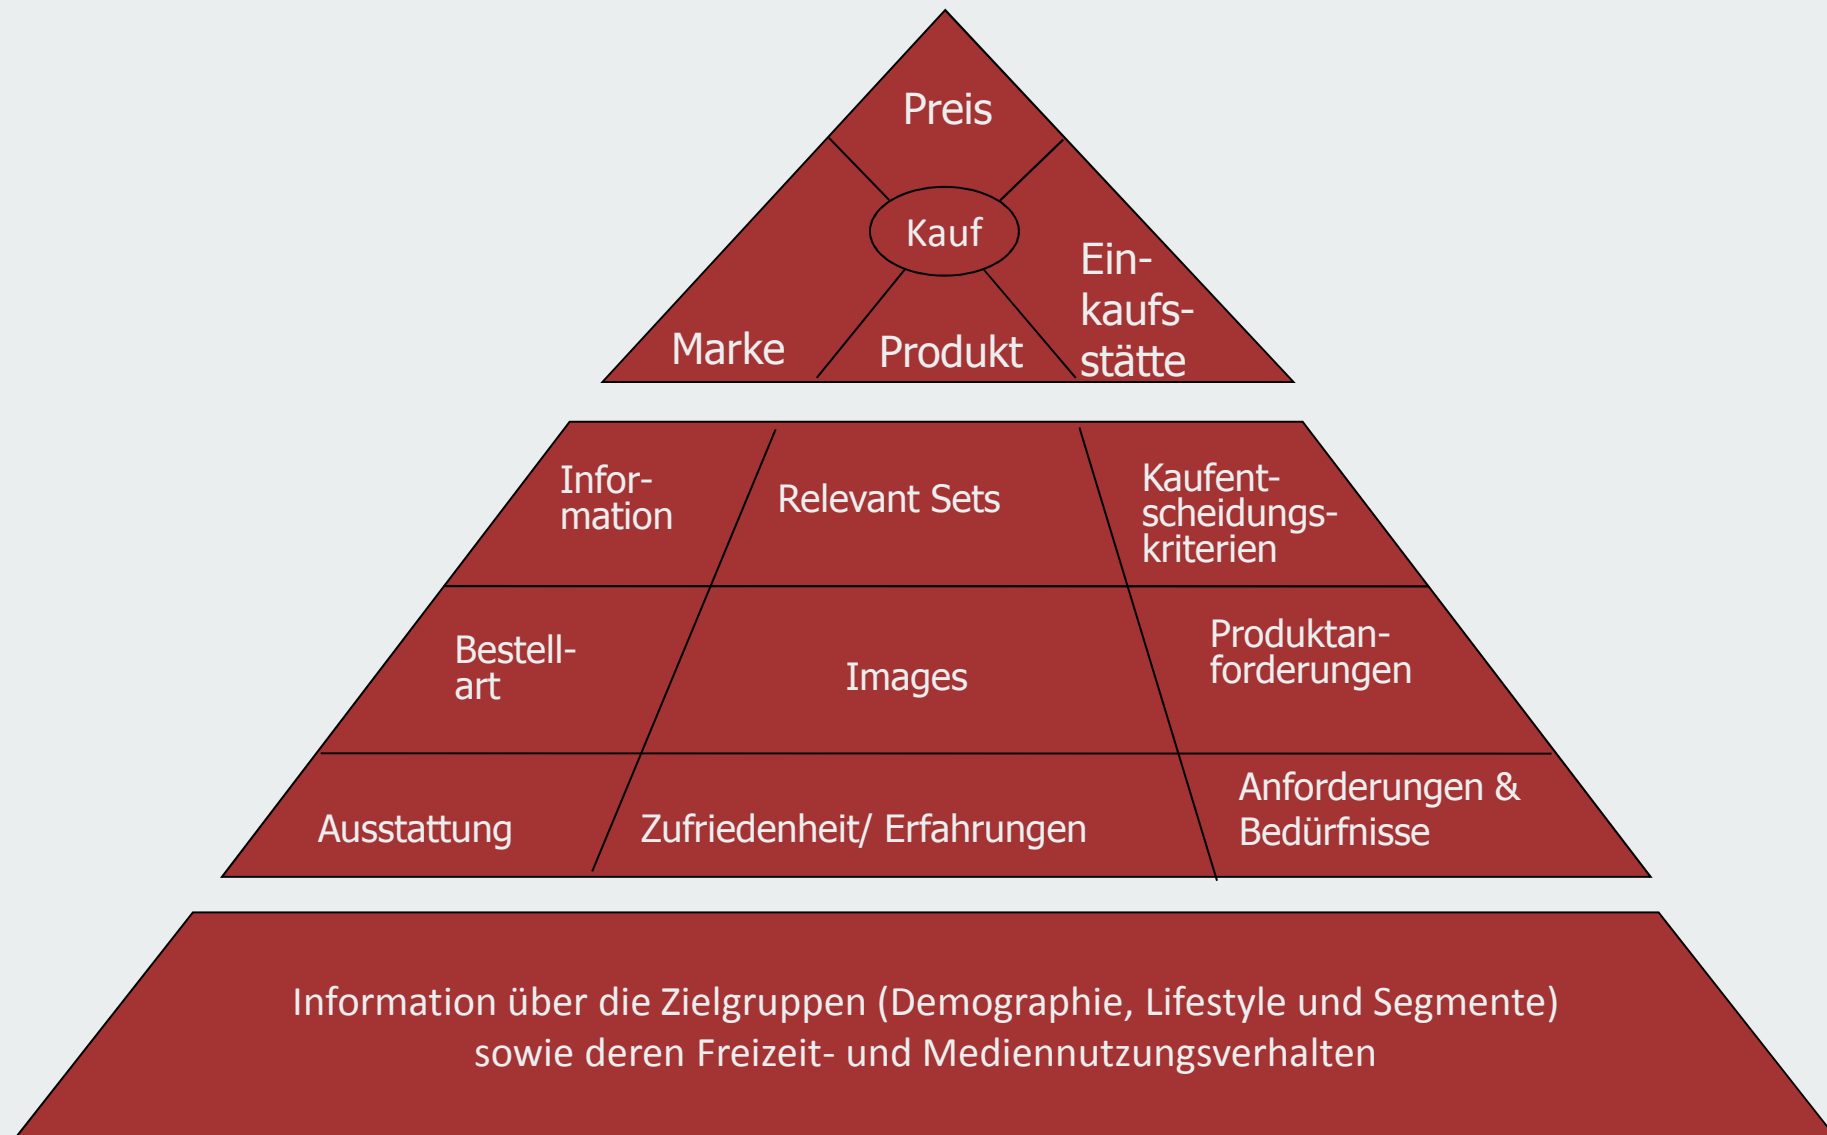 Preis
Kauf
Marke
Produkt
Ein-
kaufs-
stätte
Infor-
mation
Relevant Sets
Kaufent-
scheidungs-
kriterien
Bestell-
art
Images
Produktan-
forderungen
Ausstattung
Zufriedenheit/ Erfahrungen
Anforderungen &
Bedürfnisse
Information über die Zielgruppen (Demographie, Lifestyle und Segmente)
sowie deren Freizeit- und Mediennutzungsverhalten